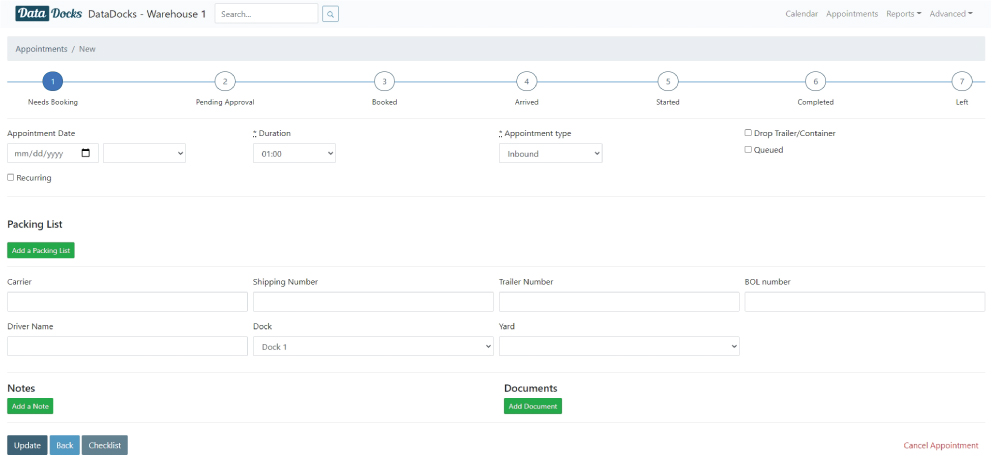 Data Docks DataDocks - Warehouse 1 Search... Calendar Appointments Reports Advanced
Appointments / New
1 2 3 4 5 6 7
Needs Booking Pending Approval Booked Arrived Started Completed Left
Appointment Date * Duration * Appointment type Drop Trailer/Container
mm/dd/yyyy 01:00 Inbound Queued
Recurring
Packing List
Add a Packing List
Carrier Shipping Number Trailer Number BOL number
Driver Name Dock Yard
Dock 1
Notes Documents
Add a Note Add Document
Update Back Checklist Cancel Appointment